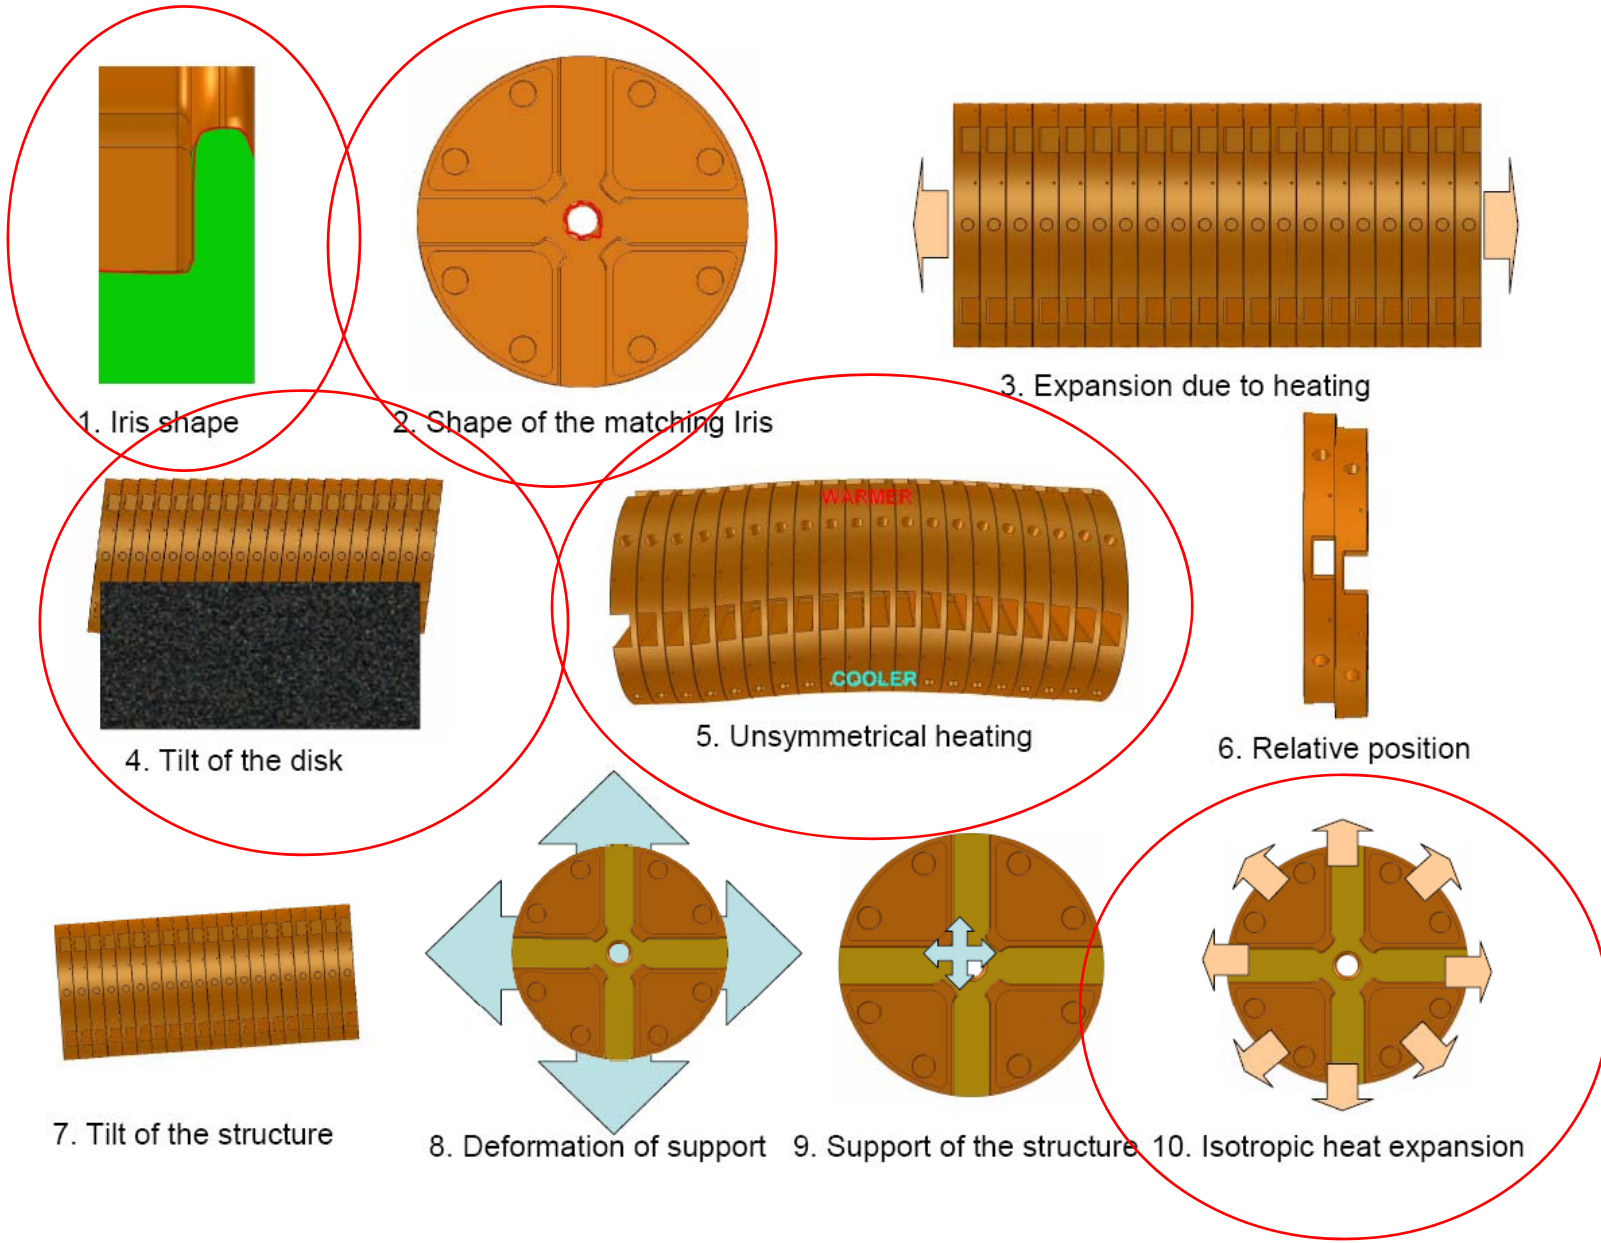 1. Iris shape
2. Shape of the matching Iris
3. Expansion due to heating
WARMER
COOLER
4. Tilt of the disk
5. Unsymmetrical heating
6. Relative position
7. Tilt of the structure
8. Deformation of support
9. Support of the structure
10. Isotropic heat expansion